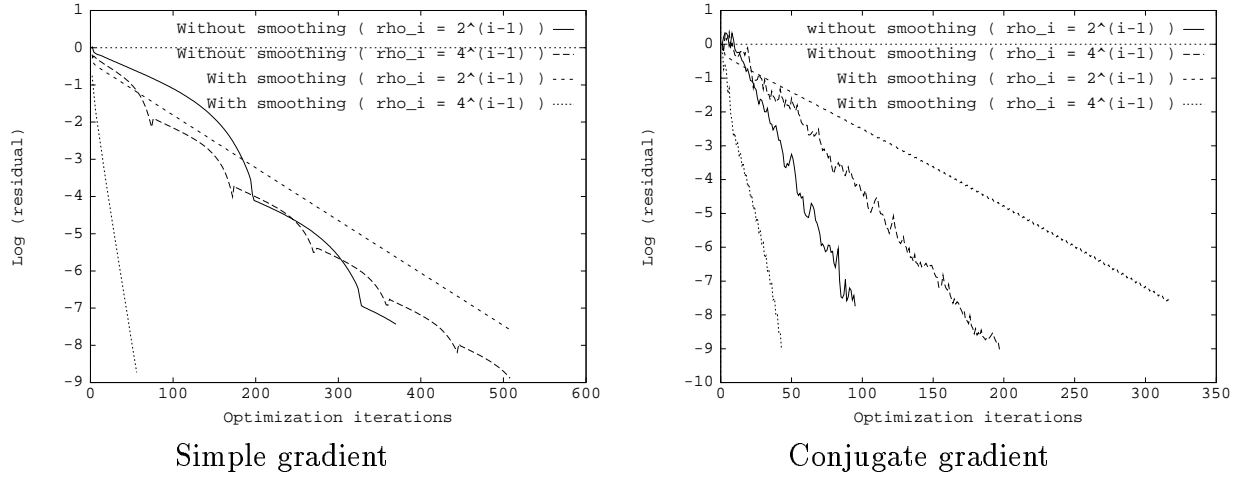 1
0
-1
-2
-3
-4
-5
-6
-7
-8
-9
Log (residual)
Without smoothing ( rho_i = 2^(i-1) )
Without smoothing ( rho_i = 4^(i-1) )
With smoothing ( rho_i = 2^(i-1) )
With smoothing ( rho_i = 4^(i-1) )
0 100 200 300 400 500 600
Optimization iterations
Simple gradient
1
0
-1
-2
-3
-4
-5
-6
-7
-8
-9
-10
Log (residual)
without smoothing ( rho_i = 2^(i-1) )
Without smoothing ( rho_i = 4^(i-1) )
With smoothing ( rho_i = 2^(i-1) )
With smoothing ( rho_i = 4^(i-1) )
0 50 100 150 200 250 300 350
Optimization iterations
Conjugate gradient